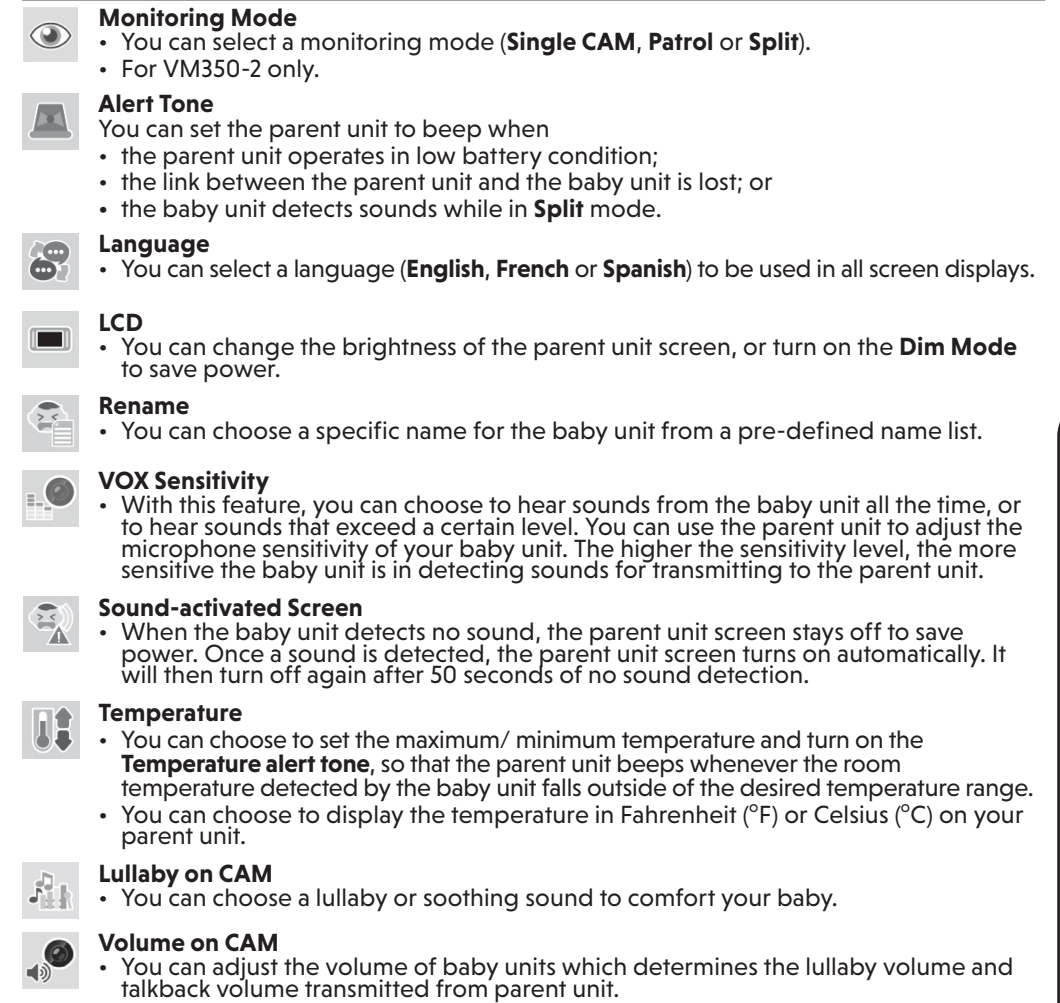 Monitoring Mode
• You can select a monitoring mode (Single CAM, Patrol or Split).
• For VM350-2 only.
Alert Tone
You can set the parent unit to beep when
• the parent unit operates in low battery condition;
• the link between the parent unit and the baby unit is lost; or
• the baby unit detects sounds while in Split mode.
Language
• You can select a language (English, French or Spanish) to be used in all screen displays.
LCD
• You can change the brightness of the parent unit screen, or turn on the Dim Mode
to save power.
Rename
• You can choose a specific name for the baby unit from a pre-defined name list.
VOX Sensitivity
• With this feature, you can choose to hear sounds from the baby unit all the time, or
to hear sounds that exceed a certain level. You can use the parent unit to adjust the
microphone sensitivity of your baby unit. The higher the sensitivity level, the more
sensitive the baby unit is in detecting sounds for transmitting to the parent unit.
Sound-activated Screen
• When the baby unit detects no sound, the parent unit screen stays off to save
power. Once a sound is detected, the parent unit screen turns on automatically. It
will then turn off again after 50 seconds of no sound detection.
Temperature
• You can choose to set the maximum/ minimum temperature and turn on the
Temperature alert tone, so that the parent unit beeps whenever the room
temperature detected by the baby unit falls outside of the desired temperature range.
• You can choose to display the temperature in Fahrenheit (°F) or Celsius (°C) on your
parent unit.
Lullaby on CAM
• You can choose a lullaby or soothing sound to comfort your baby.
Volume on CAM
• You can adjust the volume of baby units which determines the lullaby volume and
talkback volume transmitted from parent unit.